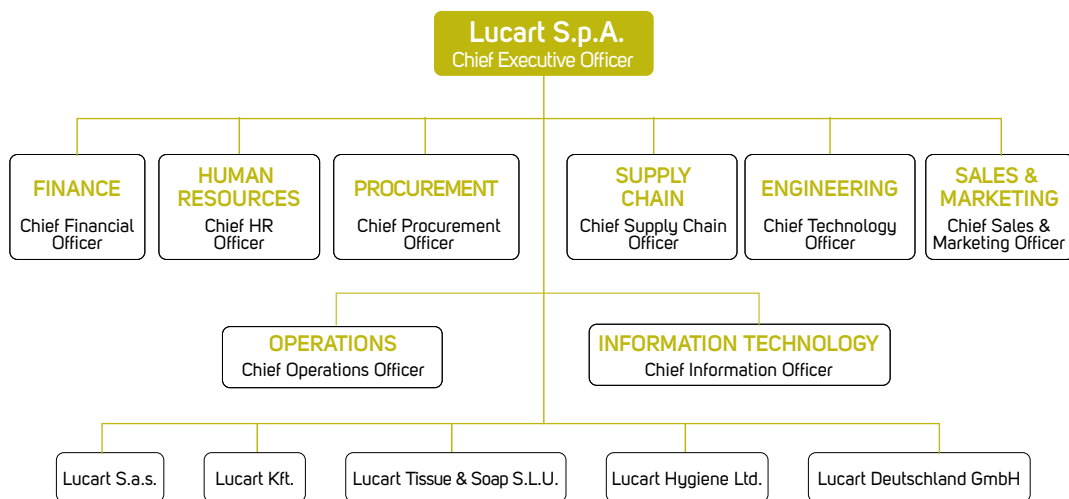 Lucart S.p.A.
Chief Executive Officer
FINANCE
Chief Financial
Officer
HUMAN
RESOURCES
Chief HR
Officer
PROCUREMENT
Chief Procurement
Officer
SUPPLY
CHAIN
Chief Supply Chain
Officer
ENGINEERING
Chief Technology
Officer
SALES &
MARKETING
Chief Sales &
Marketing Officer
OPERATIONS
Chief Operations Officer
INFORMATION TECHNOLOGY
Chief Information Officer
Lucart S.a.s.
Lucart Kft.
Lucart Tissue & Soap S.L.U.
Lucart Hygiene Ltd.
Lucart Deutschland GmbH